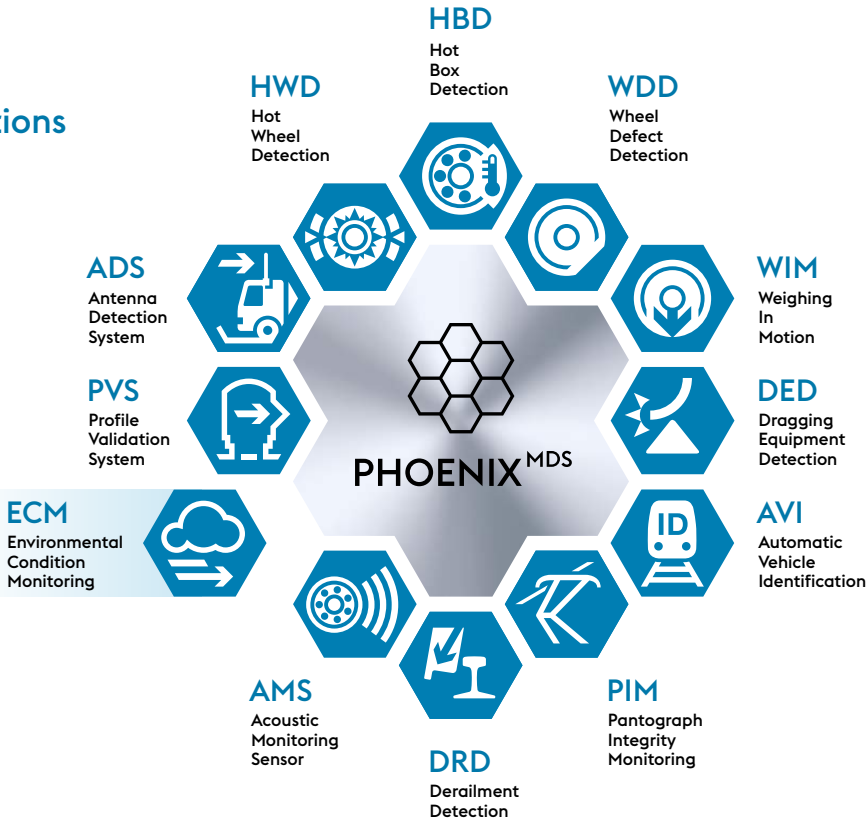 HBD
Hot
Box
Detection
HWD
Hot
Wheel
Detection
WDD
Wheel
Defect
Detection
ADS
Antenna
Detection
System
WIM
Weighing
In
Motion
PVS
Profile
Validation
System
DED
Dragging
Equipment
Detection
PHOENIX MDS
ECM
Environmental
Condition
Monitoring
ID
AVI
Automatic
Vehicle
Identification
AMS
Acoustic
Monitoring
Sensor
PIM
Pantograph
Integrity
Monitoring
DRD
Derailment
Detection